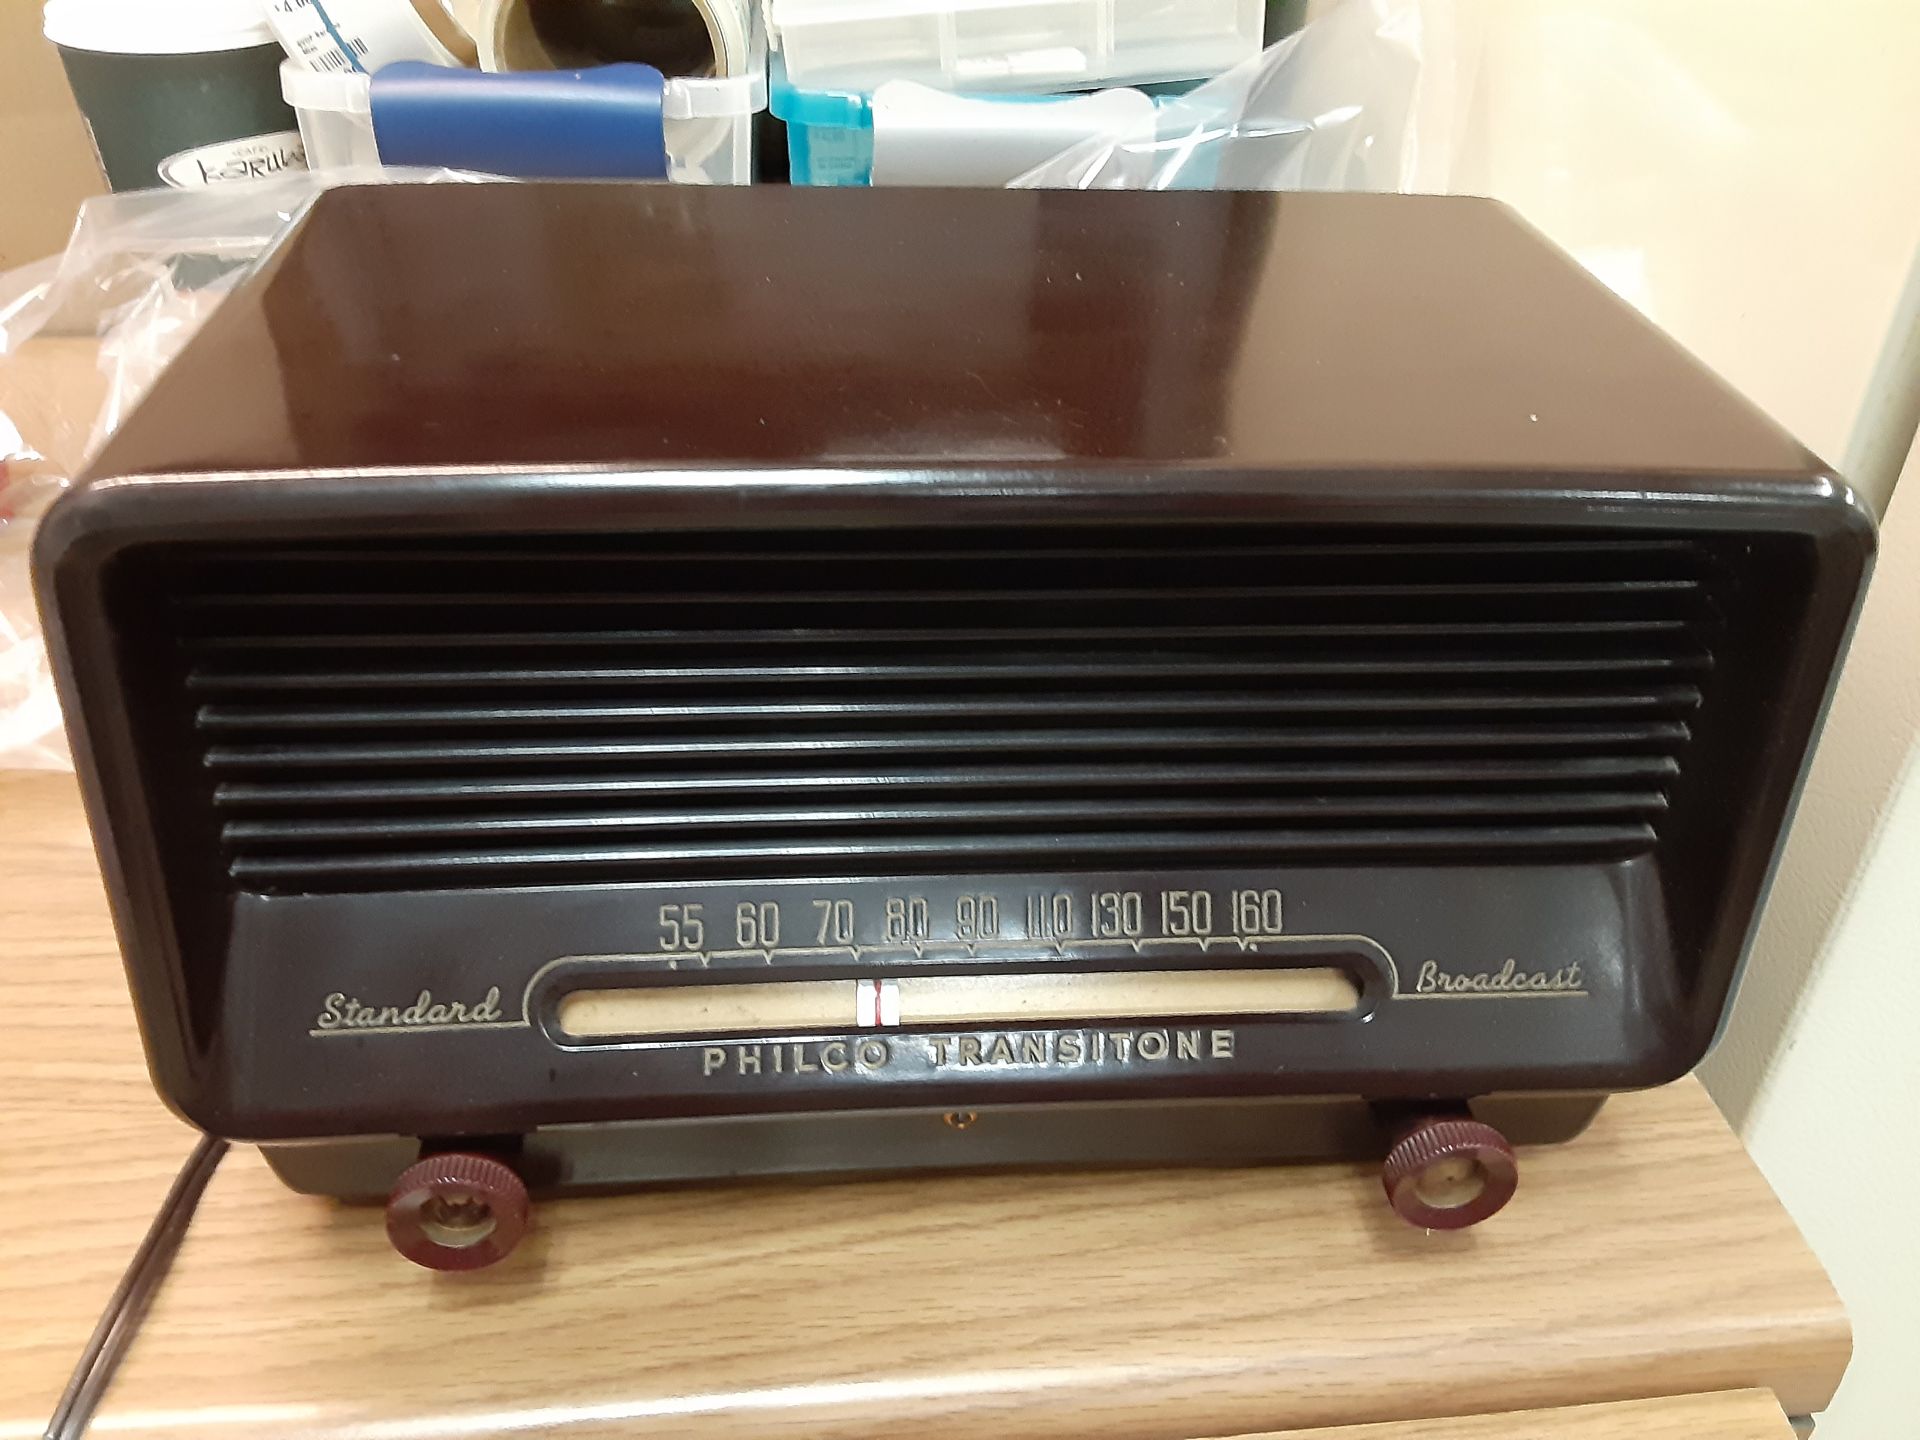 55 60 70 80 90 110 130 150 160
Standard
Broadcast
PHILCO TRANSITONE